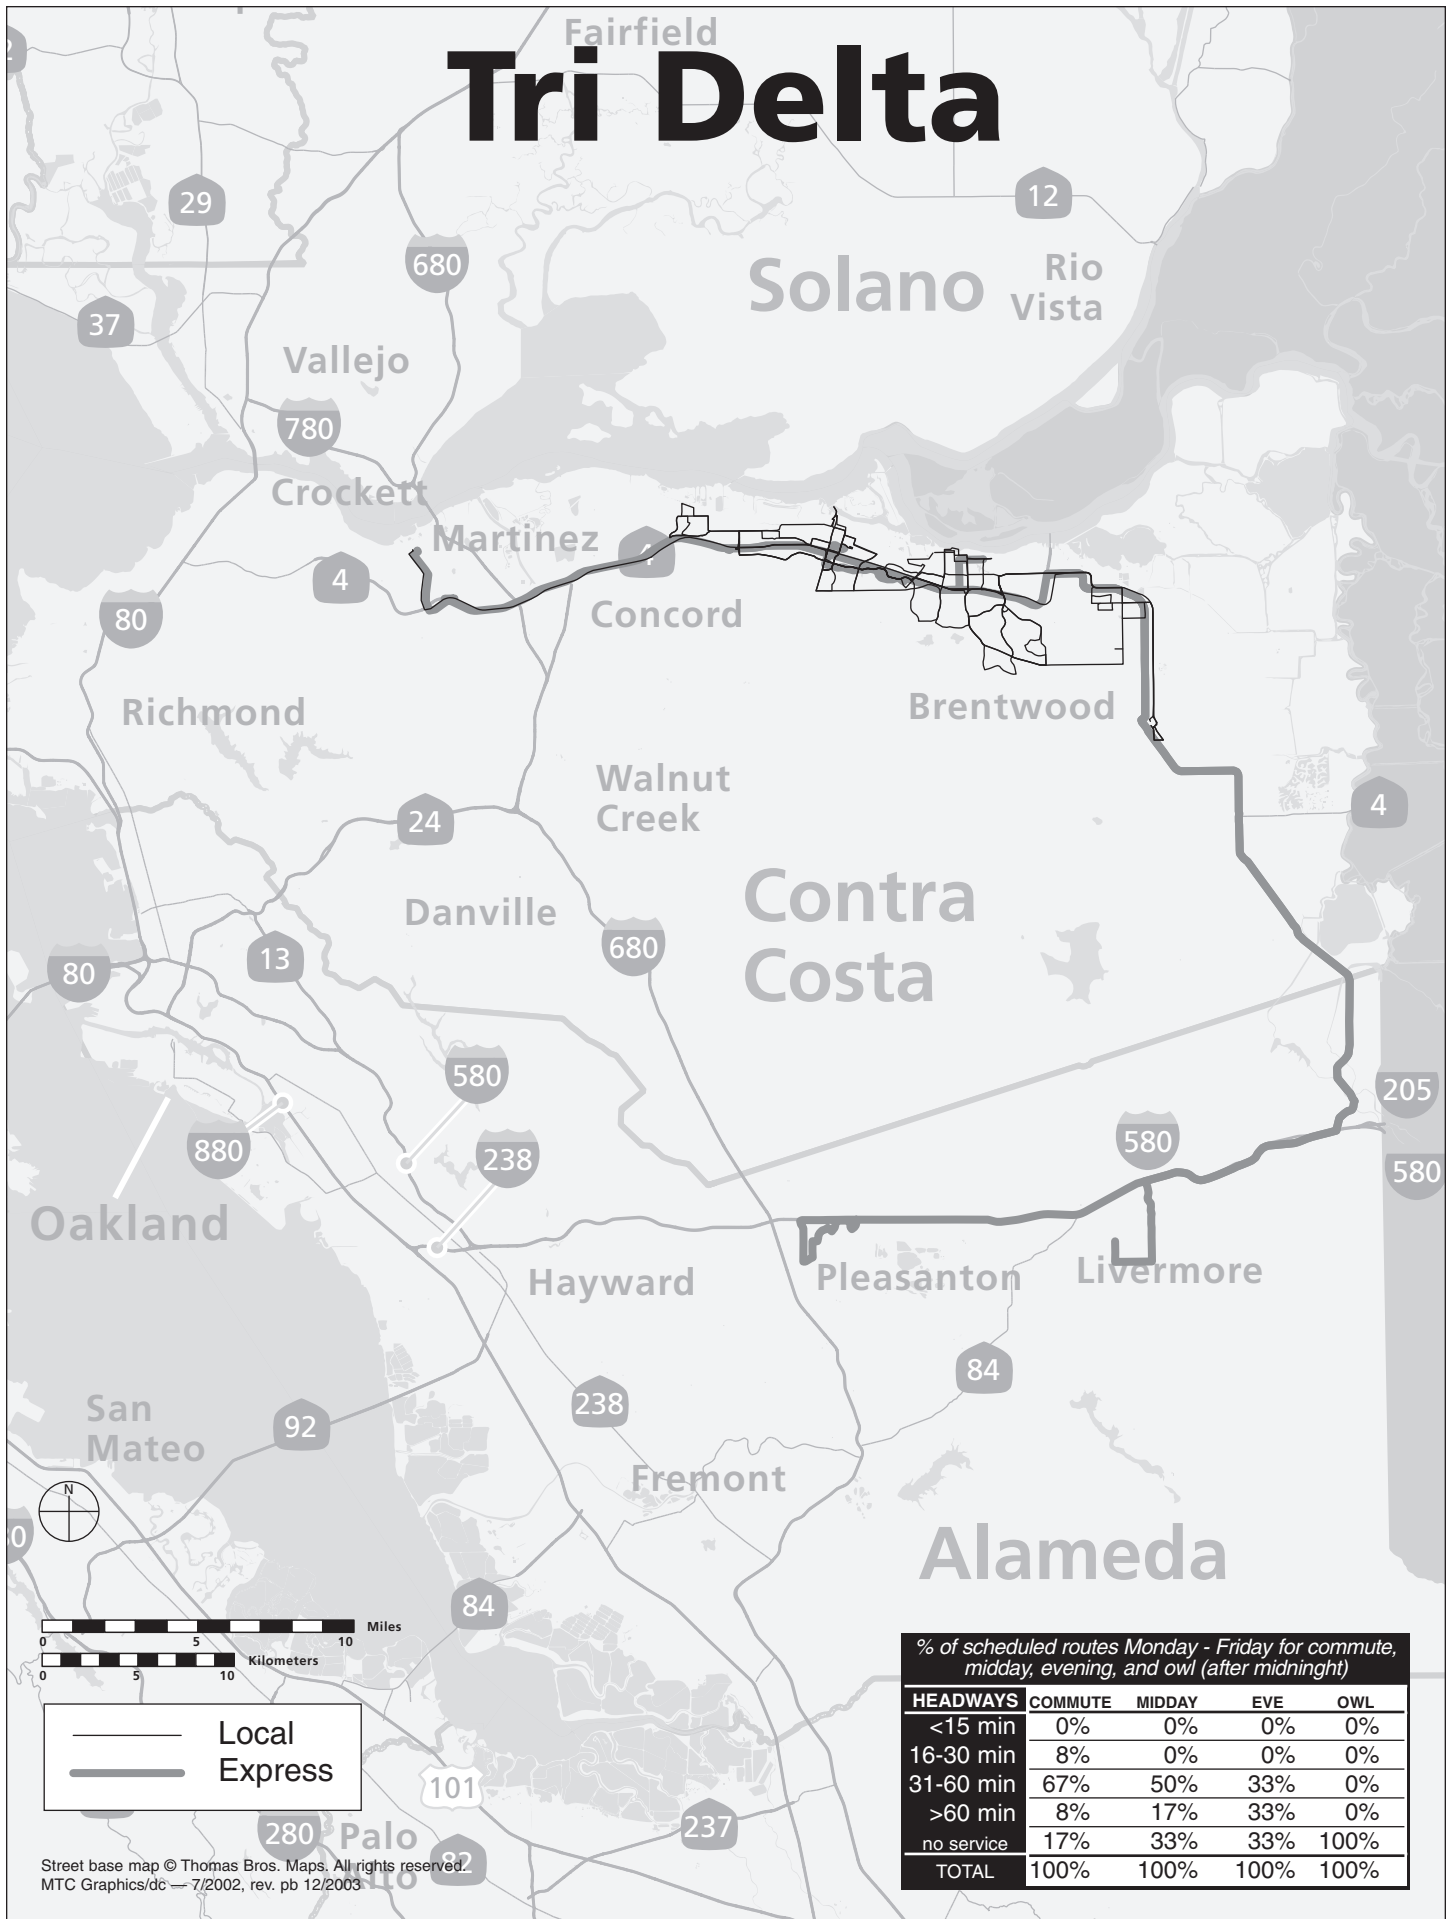 Fairfield
Tri Delta
29
12
680
Solano
Rio
Vista
37
Vallejo
780
Crockett
Martinez
4
4
80
Concord
Richmond
Brentwood
Walnut
Creek
24
4
Contra
Costa
Danville
680
13
80
580
205
880
238
580
580
Oakland
Hayward
Pleasanton
Livermore
84
238
San
Mateo
92
Fremont
N
Alameda
84
Miles
0 5 10
Kilometers
0 5 10
Local
Express
101
280
Palo
Alto
82
237
Street base map © Thomas Bros. Maps. All rights reserved.
MTC Graphics/dc — 7/2002, rev. pb 12/2003
% of scheduled routes Monday - Friday for commute,
midday, evening, and owl (after midninght)
HEADWAYS COMMUTE MIDDAY EVE OWL
<15 min 0% 0% 0% 0%
16-30 min 8% 0% 0% 0%
31-60 min 67% 50% 33% 0%
>60 min 8% 17% 33% 0%
no service 17% 33% 33% 100%
TOTAL 100% 100% 100% 100%